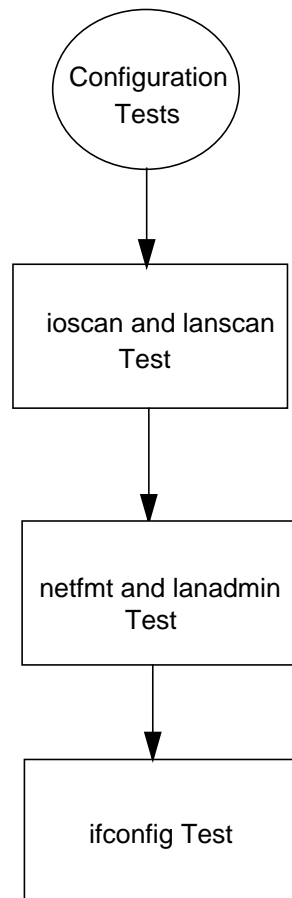 Configuration
Tests
ioscan and lanscan
Test
netfmt and lanadmin
Test
ifconfig Test